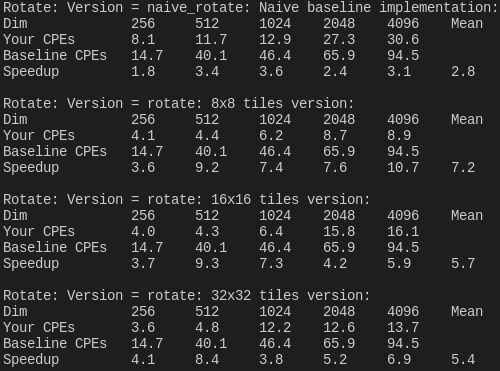 Rotate: Version = naive_rotate: Naive baseline implementation:
Dim 256 512 1024 2048 4096 Mean
Your CPEs 8.1 11.7 12.9 27.3 30.6
Baseline CPEs 14.7 40.1 46.4 65.9 94.5
Speedup 1.8 3.4 3.6 2.4 3.1 2.8
Rotate: Version = rotate: 8x8 tiles version:
Dim 256 512 1024 2048 4096 Mean
Your CPEs 4.1 4.4 6.2 8.7 8.9
Baseline CPEs 14.7 40.1 46.4 65.9 94.5
Speedup 3.6 9.2 7.4 7.6 10.7 7.2
Rotate: Version = rotate: 16x16 tiles version:
Dim 256 512 1024 2048 4096 Mean
Your CPEs 4.0 4.3 6.4 15.8 16.1
Baseline CPEs 14.7 40.1 46.4 65.9 94.5
Speedup 3.7 9.3 7.3 4.2 5.9 5.7
Rotate: Version = rotate: 32x32 tiles version:
Dim 256 512 1024 2048 4096 Mean
Your CPEs 3.6 4.8 12.2 12.6 13.7
Baseline CPEs 14.7 40.1 46.4 65.9 94.5
Speedup 4.1 8.4 3.8 5.2 6.9 5.4